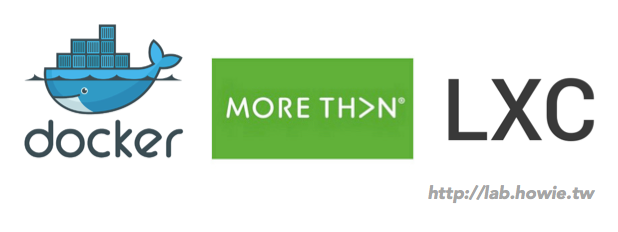 docker
MORE TH>N®
LXC
http://lab.howie.tw